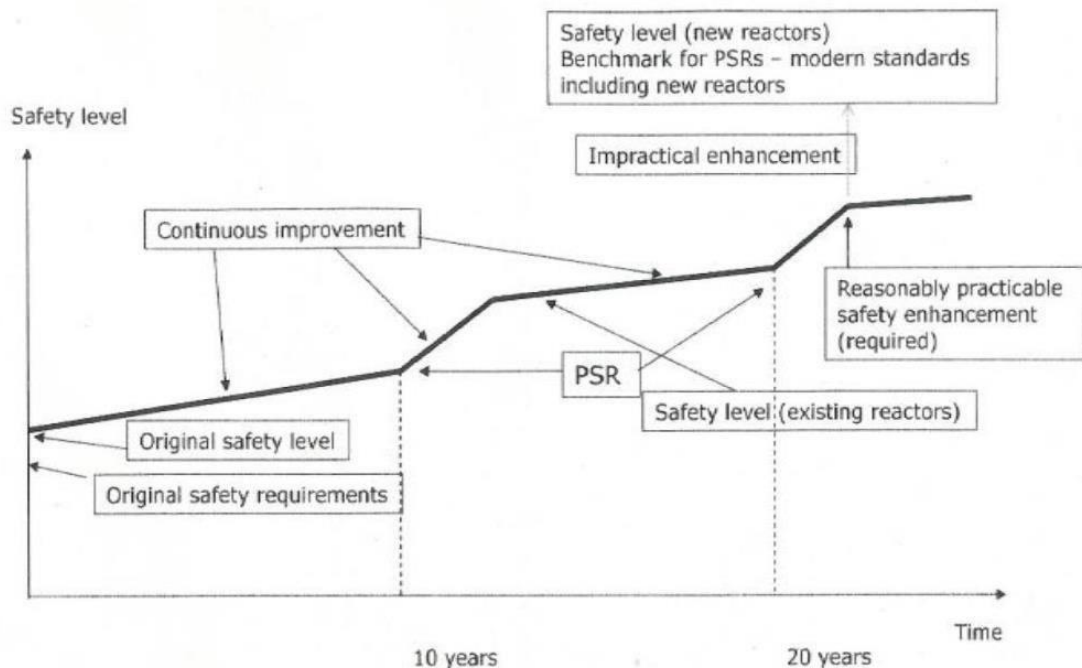 Safety level (new reactors)
Benchmark for PSRs – modern standards
including new reactors
Safety level
Impractical enhancement
Continuous improvement
Reasonably practicable
safety enhancement
(required)
PSR
Safety level (existing reactors)
Original safety level
Original safety requirements
Time
10 years
20 years